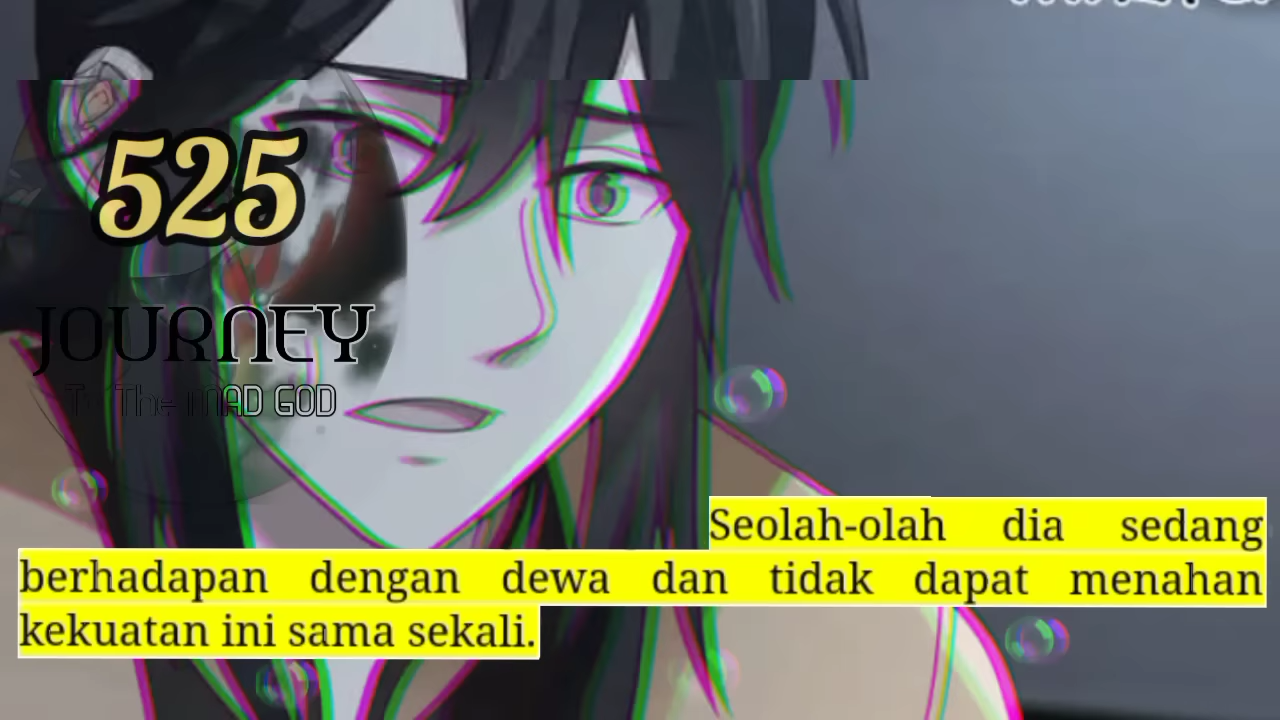 525
JOURNEY
To The MAD GOD
Seolah-olah dia sedang
berhadapan dengan dewa dan tidak dapat menahan
kekuatan ini sama sekali.